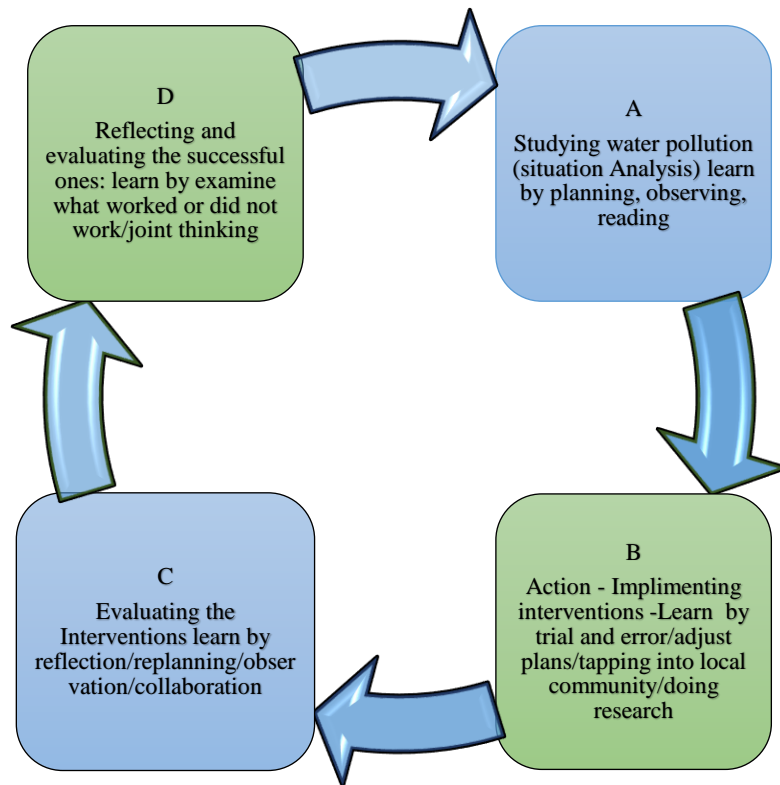 D
Reflecting and
evaluating the successful
ones: learn by examine
what worked or did not
work/joint thinking
A
Studying water pollution
(situation Analysis) learn
by planning, observing,
reading
B
Action - Implimenting
interventions -Learn by
trial and error/adjust
plans/tapping into local
community/doing
research
C
Evaluating the
Interventions learn by
reflection/replanning/obser
vation/collaboration